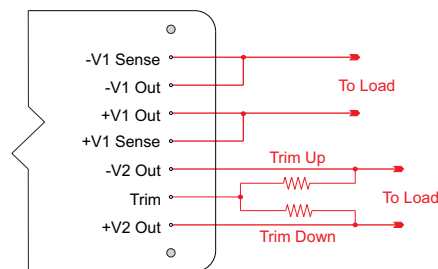 -V1 Sense
-V1 Out
To Load
+V1 Out
+V1 Sense
Trim Up
-V2 Out
Trim
To Load
+V2 Out
Trim Down